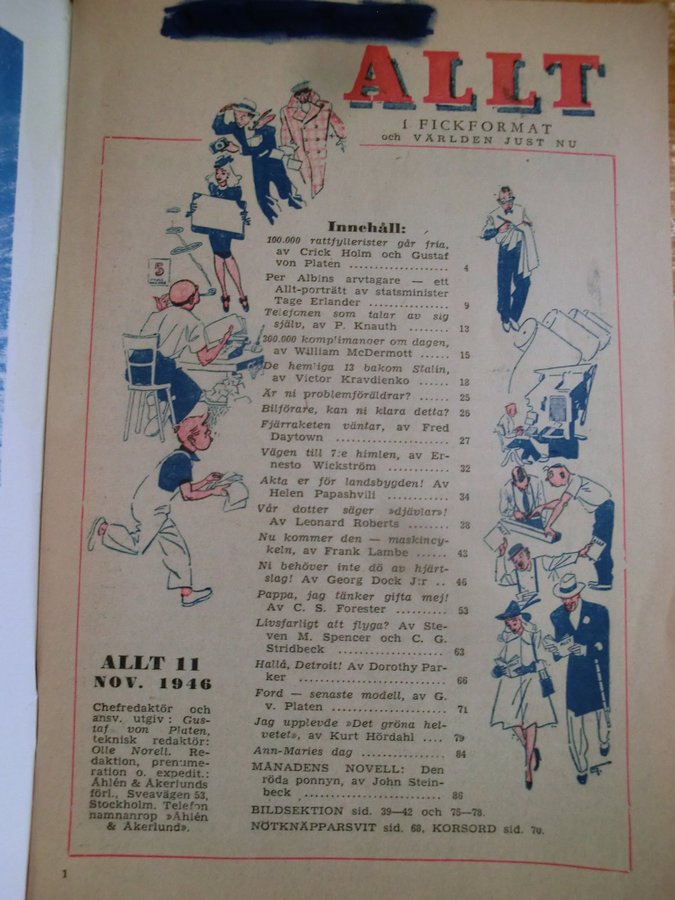 ALLT
i FICKFORMAT
och VÄRLDEN JUST NU
Innehåll:
100.000 rattfyllerister går fria,
av Crick Holm och Gustaf
von Platen .................. 4
Per Albins arvtagare — ett
Allt-porträtt av statsminister
Tage Erlander .............. 9
Telefonen som talar av sig
själv, av P. Knauth ........ 13
300.000 komplimanger om dagen,
av William McDermott ...... 15
De hemliga 13 bakom Stalin,
av Victor Kravdienko ...... 18
Är ni problemföräldrar? ...... 25
Bilförare, kan ni klara detta? 26
Fjärraketen väntar, av Fred
Daytown .................... 27
Vägen till 7:e himlen, av Er-
nesto Wickström ............ 32
Akta er för landsbygden! Av
Helen Papashvili ............ 34
Vår dotter säger »djävlar»!
Av Leonard Roberts ........ 38
Nu kommer den — maskincy-
keln, av Frank Lambe ...... 43
Ni behöver inte dö av hjärt-
slag! Av Georg Dock J:r .. 46
Pappa, jag tänker gifta mej!
Av C. S. Forester .......... 53
Livsfarligt att flyga? Av Ste-
ven M. Spencer och C. G.
Stridbeck .................. 63
Hallå, Detroit! Av Dorothy Par-
ker ........................ 66
Ford — senaste modell, av G.
v. Platen .................. 71
Jag upplevde »Det gröna hel-
vetet», av Kurt Hördahl .... 79
Ann-Maries dag .............. 84
MÅNADENS NOVELL: Den
röda ponnyn, av John Stein-
beck ........................ 86
BILDSEKTION sid. 39—42 och 75—78.
NÖTKNÄPPARSVIT sid. 68, KORSORD sid. 70.
ALLT 11
NOV. 1946
Chefredaktör och
ansv. utgiv: Gus-
taf von Platen,
teknisk redaktör:
Olle Norell. Re-
daktion, prenume-
ration o. expedit.:
Åhlén & Åkerlunds
förl., Sveavägen 53,
Stockholm. Telefon
namnanrop »Åhlén
& Åkerlund».
5
1